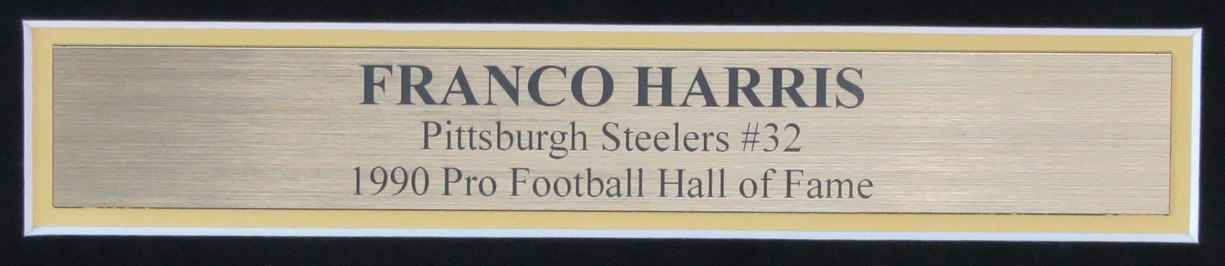 FRANCO HARRIS
Pittsburgh Steelers #32
1990 Pro Football Hall of Fame